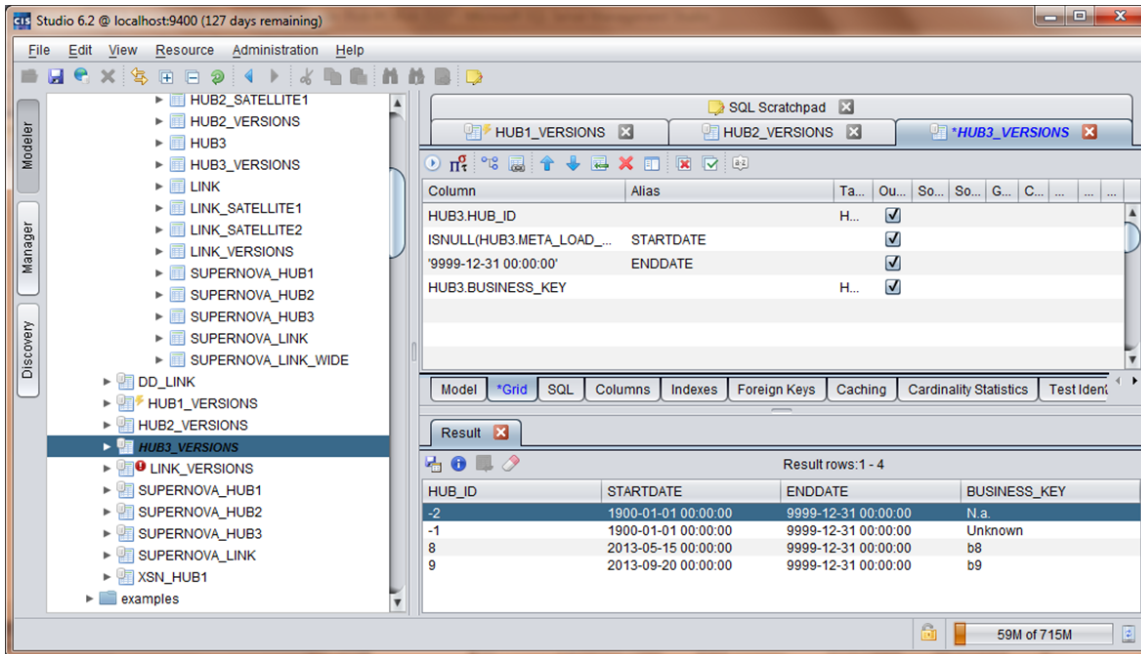 CIS Studio 6.2 @ localhost:9400 (127 days remaining)
File Edit View Resource Administration Help
Modeler
Manager
Discovery
HUB2_SATELLITE1
HUB2_VERSIONS
HUB3
HUB3_VERSIONS
LINK
LINK_SATELLITE1
LINK_SATELLITE2
LINK_VERSIONS
SUPERNOVA_HUB1
SUPERNOVA_HUB2
SUPERNOVA_HUB3
SUPERNOVA_LINK
SUPERNOVA_LINK_WIDE
DD_LINK
HUB1_VERSIONS
HUB2_VERSIONS
HUB3_VERSIONS
LINK_VERSIONS
SUPERNOVA_HUB1
SUPERNOVA_HUB2
SUPERNOVA_HUB3
SUPERNOVA_LINK
XSN_HUB1
examples
SQL Scratchpad
HUB1_VERSIONS HUB2_VERSIONS *HUB3_VERSIONS
Column Alias Ta... Ou... So... So... G... C... ... ... ...
HUB3.HUB_ID H...
ISNULL(HUB3.META_LOAD_... STARTDATE
'9999-12-31 00:00:00' ENDDATE
HUB3.BUSINESS_KEY H...
Model *Grid SQL Columns Indexes Foreign Keys Caching Cardinality Statistics Test Iden
Result
Result rows:1 - 4
HUB_ID STARTDATE ENDDATE BUSINESS_KEY
-2 1900-01-01 00:00:00 9999-12-31 00:00:00 N.a.
-1 1900-01-01 00:00:00 9999-12-31 00:00:00 Unknown
8 2013-05-15 00:00:00 9999-12-31 00:00:00 b8
9 2013-09-20 00:00:00 9999-12-31 00:00:00 b9
59M of 715M